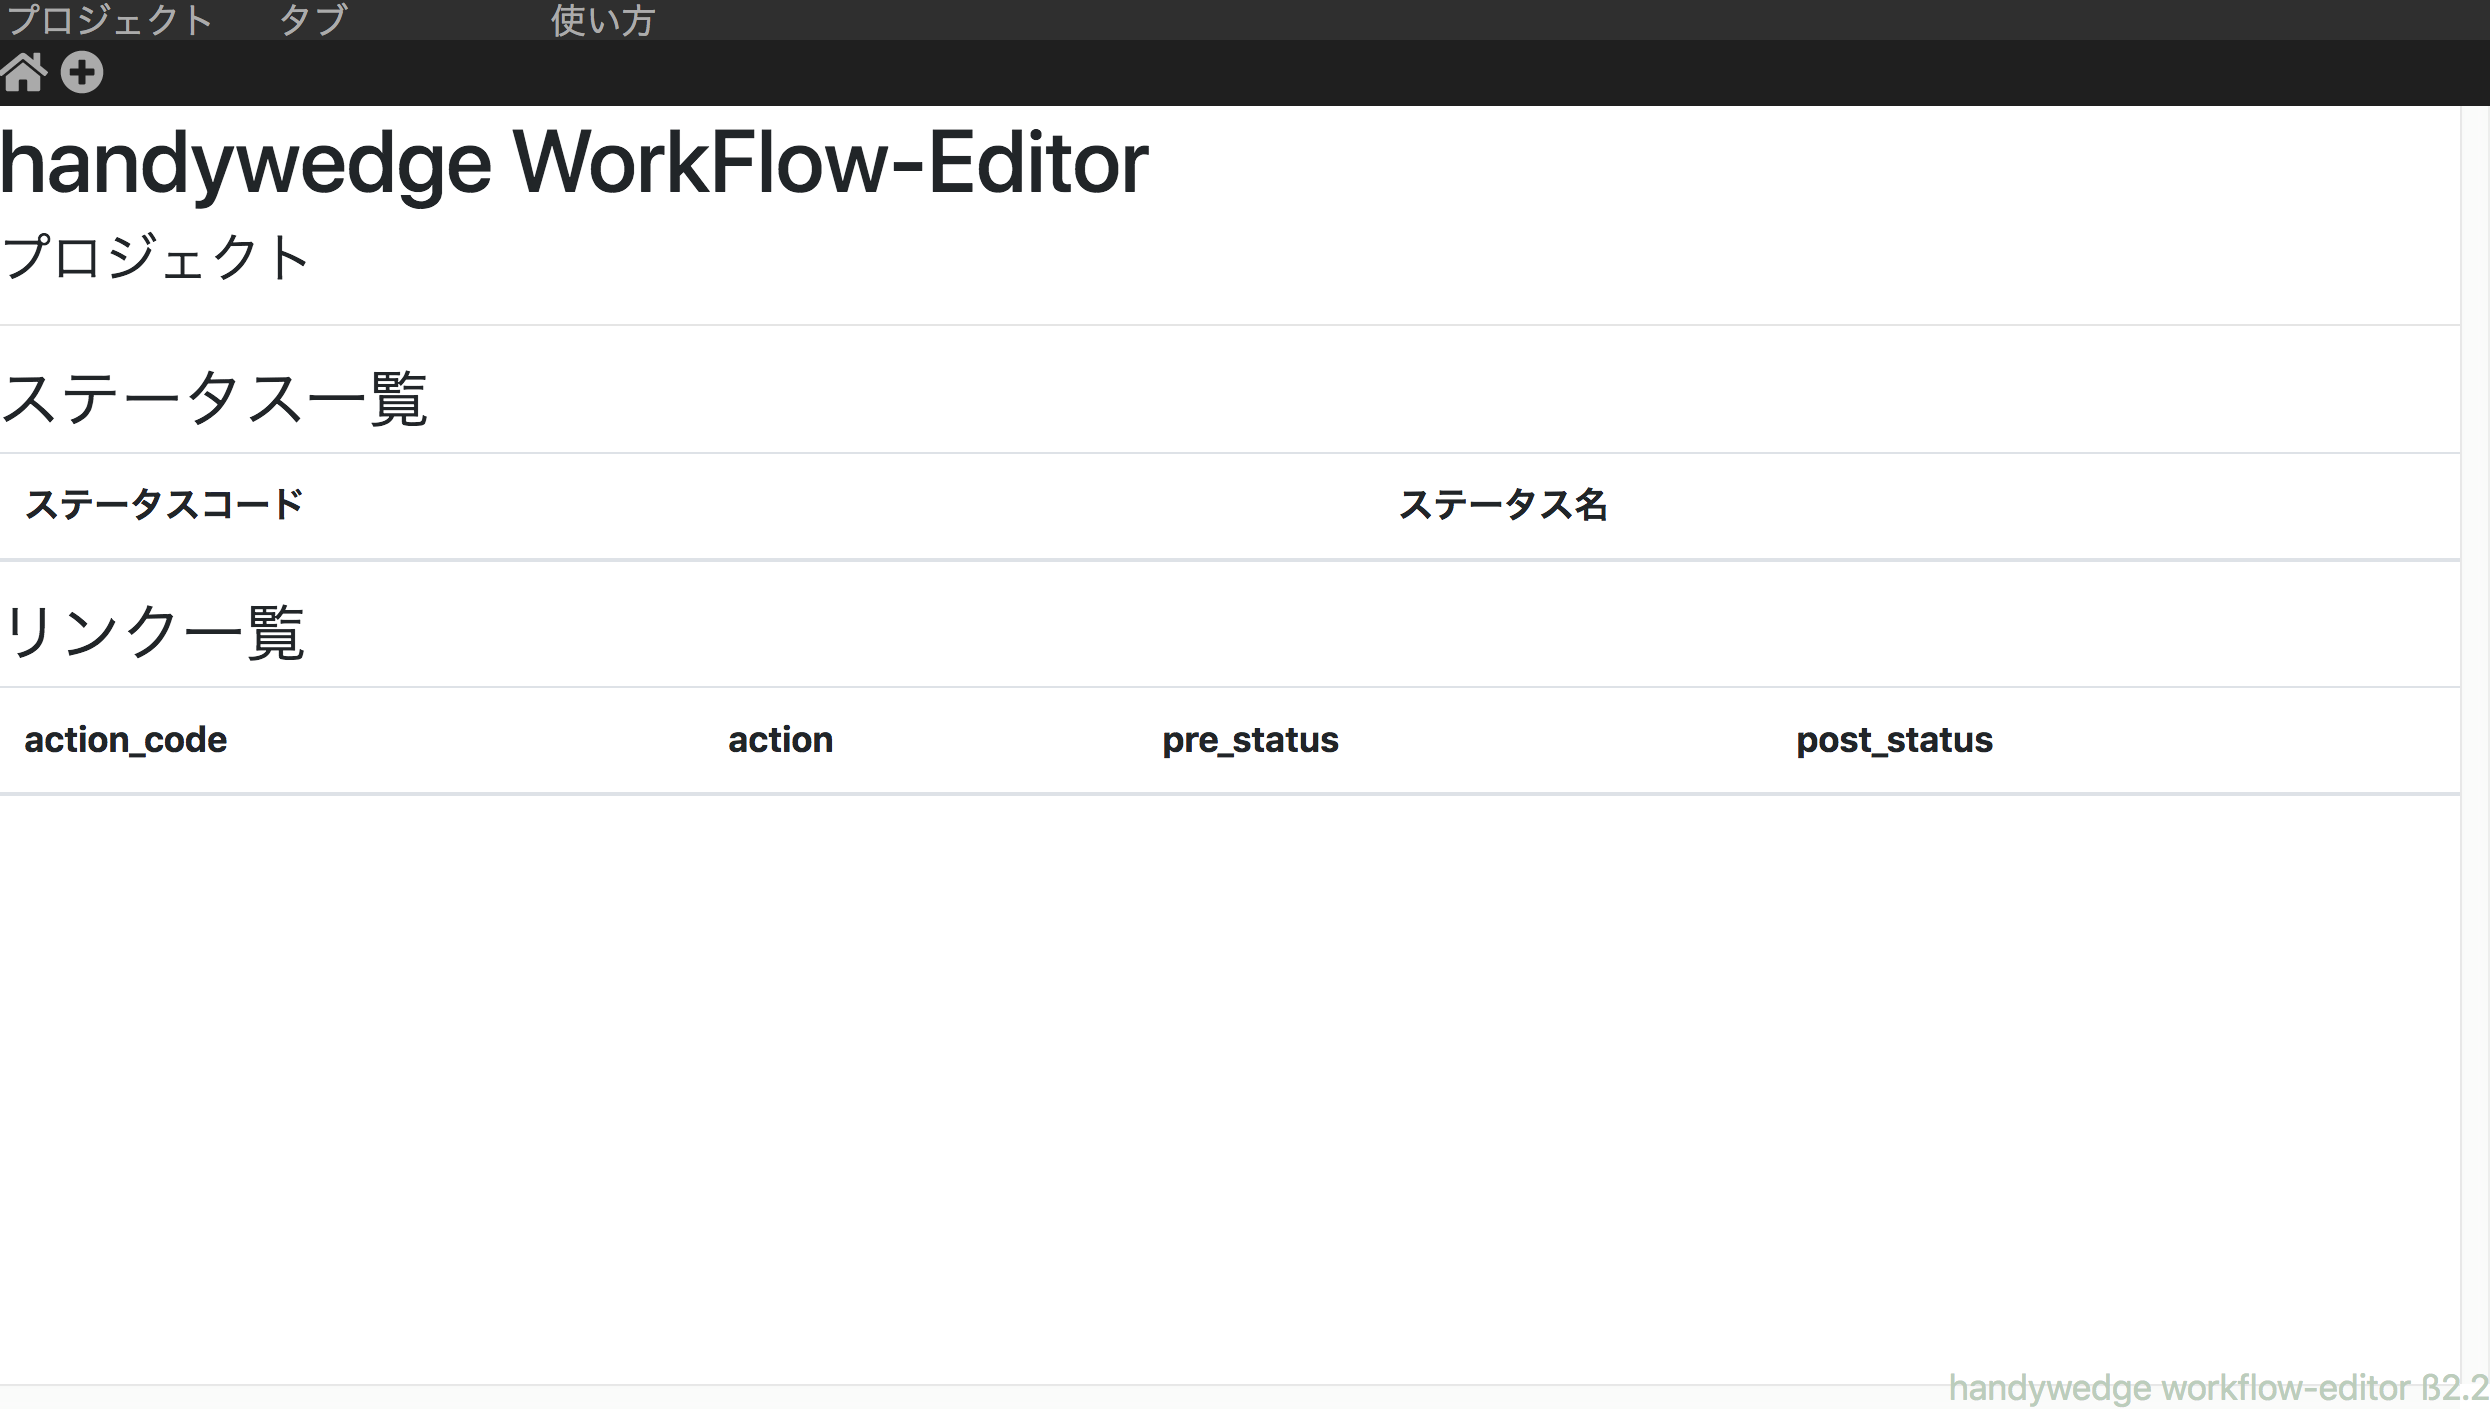 プロジェクト タブ 使い方
handywedge WorkFlow-Editor
プロジェクト
ステータス一覧
ステータスコード ステータス名
リンク一覧
action_code action pre_status post_status
handywedge workflow-editor β2.2